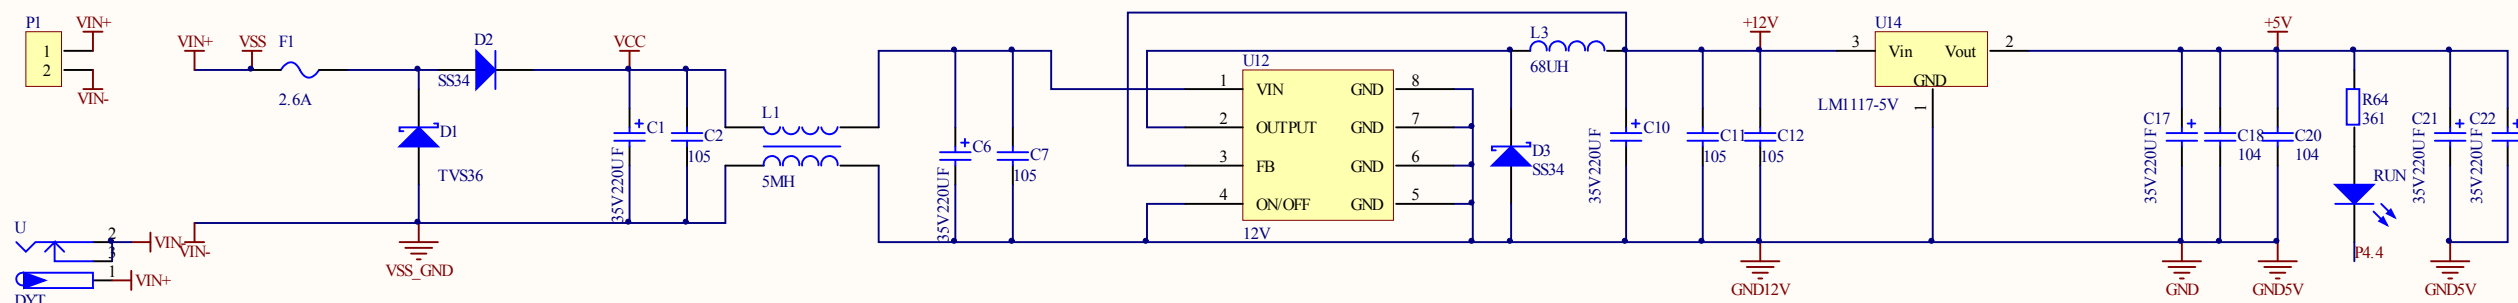 P1
VIN+
1
2
VIN-
VIN+
VSS
F1
2.6A
D2
SS34
D1
TVS36
VCC
C1
35V220UF
C2
105
L1
5MH
VSS_GND
VIN-
U
2
3
VIN-
1
VIN+
DYT
C6
35V220UF
C7
105
U12
1
VIN
GND
8
2
OUTPUT
GND
7
3
FB
GND
6
4
ON/OFF
GND
5
12V
L3
68UH
D3
SS34
C10
35V220UF
C11
105
C12
105
+12V
GND12V
U14
3
Vin
Vout
2
GND
1
LM1117-5V
C17
35V220UF
C18
104
C20
104
+5V
GND
GND5V
R64
361
RUN
P4.4
C21
35V220UF
C22
35V220UF
GND5V